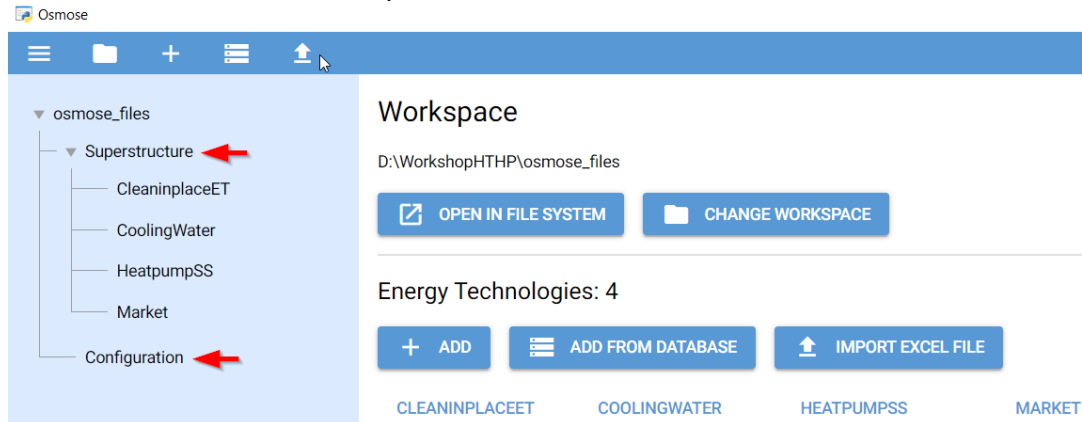 Osmose
osmose_files
Superstructure
CleaninplaceET
CoolingWater
HeatpumpSS
Market
Configuration
Workspace
D:\WorkshopHTHP\osmose_files
OPEN IN FILE SYSTEM CHANGE WORKSPACE
Energy Technologies: 4
ADD ADD FROM DATABASE IMPORT EXCEL FILE
CLEANINPLACEET COOLINGWATER HEATPUMPSS MARKET